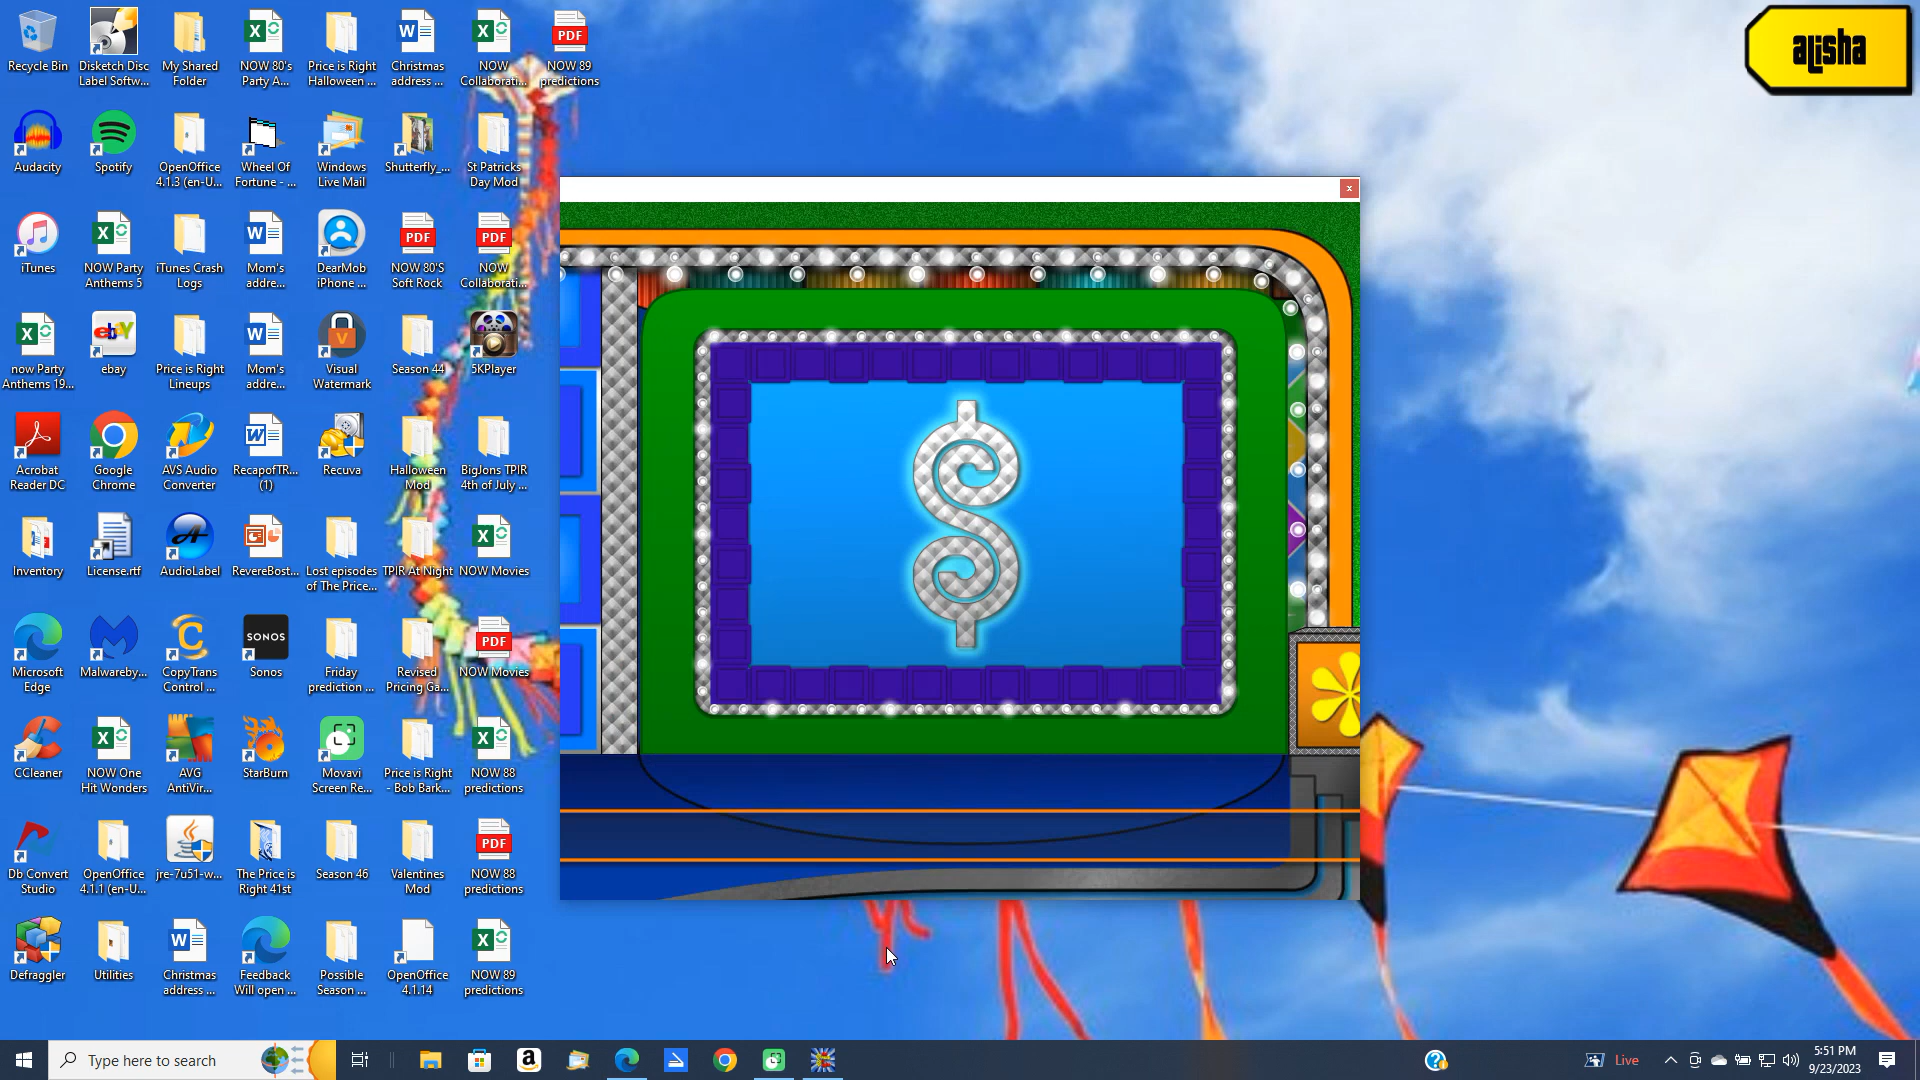 Recycle Bin
Disketch Disc
Label Softw...
My Shared
Folder
NOW 80's
Party A...
Price is Right
Halloween ...
Christmas
address ...
NOW
Collaborati...
PDF
NOW 89
predictions
alisha
Audacity
Spotify
OpenOffice
4.1.3 (en-U...
Wheel Of
Fortune - ...
Windows
Live Mail
Shutterfly_...
St Patricks
Day Mod
iTunes
NOW Party
Anthems 5
iTunes Crash
Logs
Mom's
addre...
DearMob
iPhone ...
PDF
NOW 80'S
Soft Rock
PDF
NOW
Collaborati...
now Party
Anthems 19...
ebay
ebay
Price is Right
Lineups
Mom's
addre...
Visual
Watermark
Season 44
5KPlayer
Acrobat
Reader DC
Google
Chrome
AVS Audio
Converter
RecapofTR...
(1)
Recuva
Halloween
Mod
BigJons TPIR
4th of July ...
Inventory
License.rtf
AudioLabel
RevereBost...
Lost episodes
of The Price...
TPIR At Night
NOW Movies
Microsoft
Edge
Malwareby...
CopyTrans
Control ...
SONOS
Sonos
Friday
prediction ...
Revised
Pricing Ga...
PDF
NOW Movies
CCleaner
NOW One
Hit Wonders
AVG
AntiVir...
StarBurn
Movavi
Screen Re...
Price is Right
- Bob Bark...
NOW 88
predictions
Db Convert
Studio
OpenOffice
4.1.1 (en-U...
jre-7u51-w...
The Price is
Right 41st
Season 46
Valentines
Mod
PDF
NOW 88
predictions
Defraggler
Utilities
Christmas
address ...
Feedback
Will open ...
Possible
Season ...
OpenOffice
4.1.14
NOW 89
predictions
Type here to search
Live
5:51 PM
9/23/2023